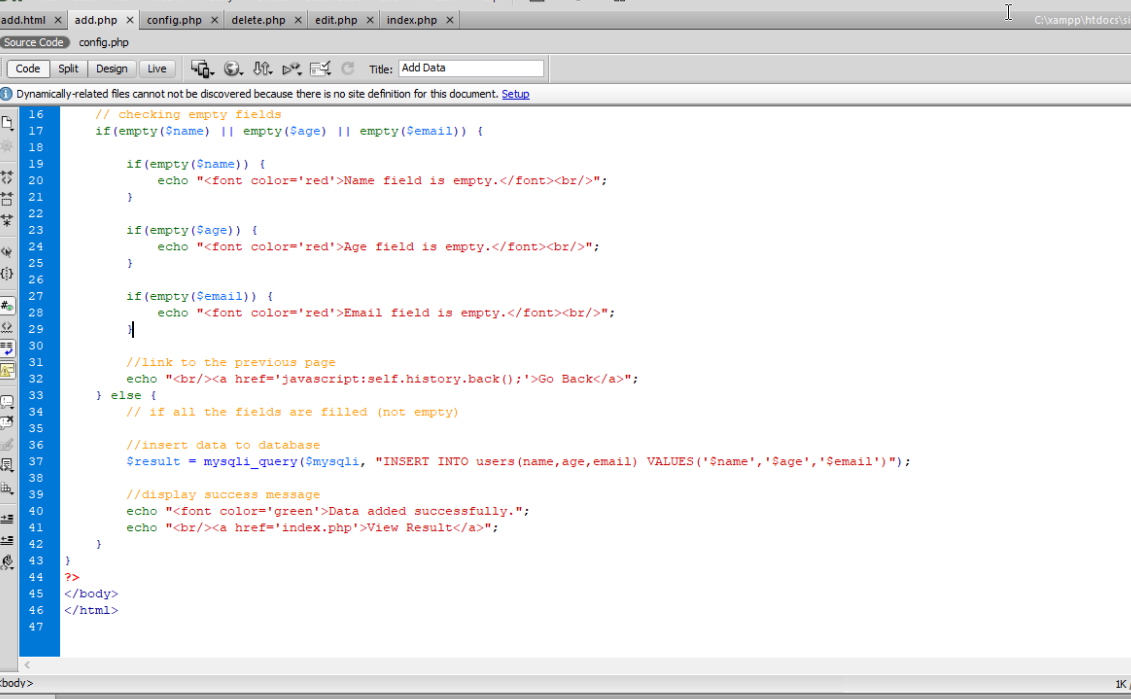 add.html × add.php × config.php × delete.php × edit.php × index.php × C:\xampp\htdocs\si
Source Code config.php
Code Split Design Live Title: Add Data
Dynamically-related files cannot not be discovered because there is no site definition for this document. Setup
16 // checking empty fields
17 if(empty($name) || empty($age) || empty($email)) {
18
19 if(empty($name)) {
20 echo "<font color='red'>Name field is empty.</font><br/>";
21 }
22
23 if(empty($age)) {
24 echo "<font color='red'>Age field is empty.</font><br/>";
25 }
26
27 if(empty($email)) {
28 echo "<font color='red'>Email field is empty.</font><br/>";
29 }
30
31 //link to the previous page
32 echo "<br/><a href='javascript:self.history.back();'>Go Back</a>";
33 } else {
34 // if all the fields are filled (not empty)
35
36 //insert data to database
37 $result = mysqli_query($mysqli, "INSERT INTO users(name,age,email) VALUES('$name','$age','$email')");
38
39 //display success message
40 echo "<font color='green'>Data added successfully.";
41 echo "<br/><a href='index.php'>View Result</a>";
42 }
43 }
44 ?>
45 </body>
46 </html>
47
<body>
1K /